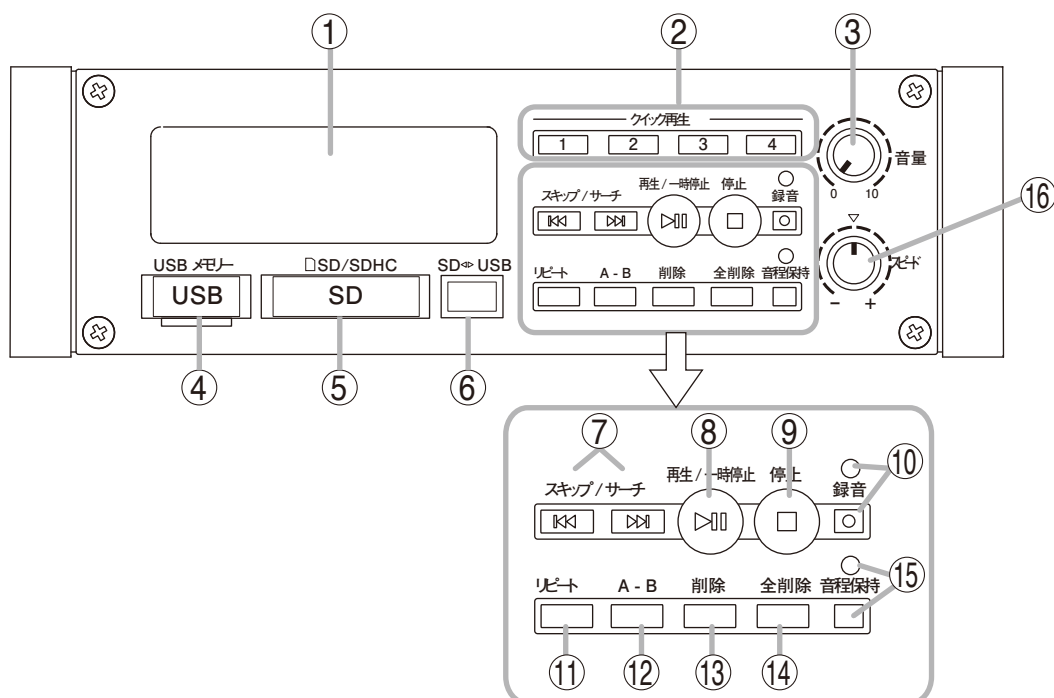 ① ② ③
クイック再生
1 2 3 4
音量
0 10
再生/一時停止 停止
スキップ/サーチ
録音
⑯
USB メモリー SD/SDHC SD USB
リピート A - B 削除 全削除 音程保持
スピード
USB SD
- +
④ ⑤ ⑥
⑦ ⑧ ⑨ ⑩
再生/一時停止 停止
スキップ/サーチ
録音
⑮
リピート A - B 削除 全削除 音程保持
⑪ ⑫ ⑬ ⑭